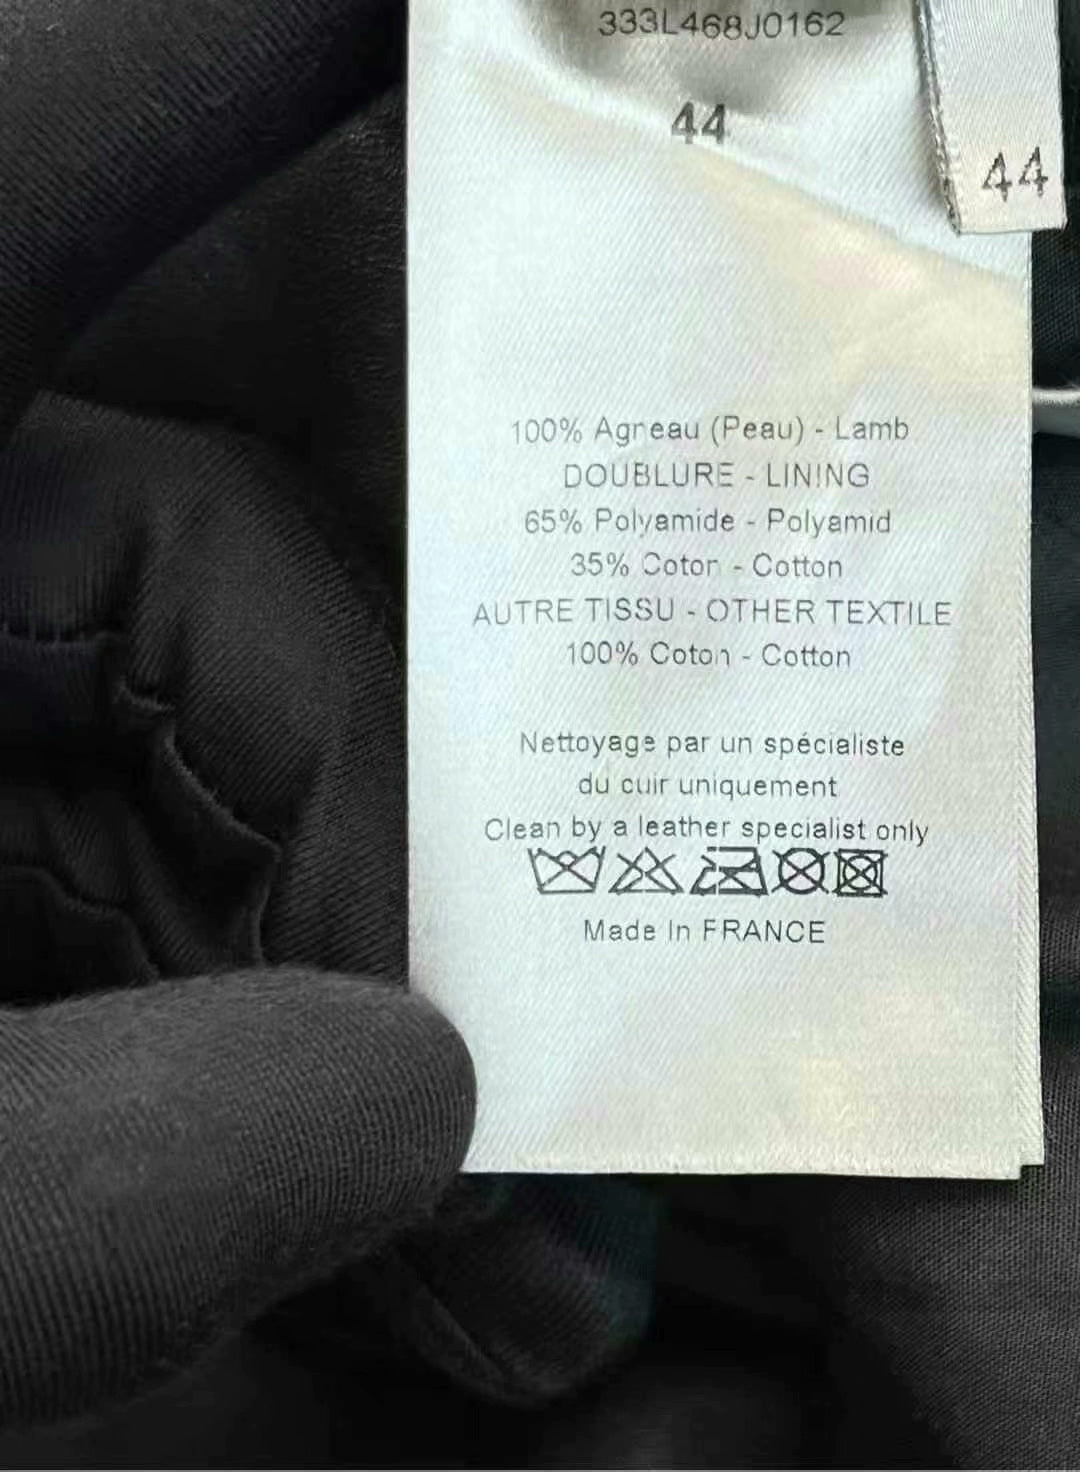 333L468J0162
44
44
100% Agneau (Peau) - Lamb
DOUBLURE - LINING
65% Polyamide - Polyamid
35% Coton - Cotton
AUTRE TISSU - OTHER TEXTILE
100% Coton - Cotton
Nettoyage par un spécialiste
du cuir uniquement
Clean by a leather specialist only
Made In FRANCE